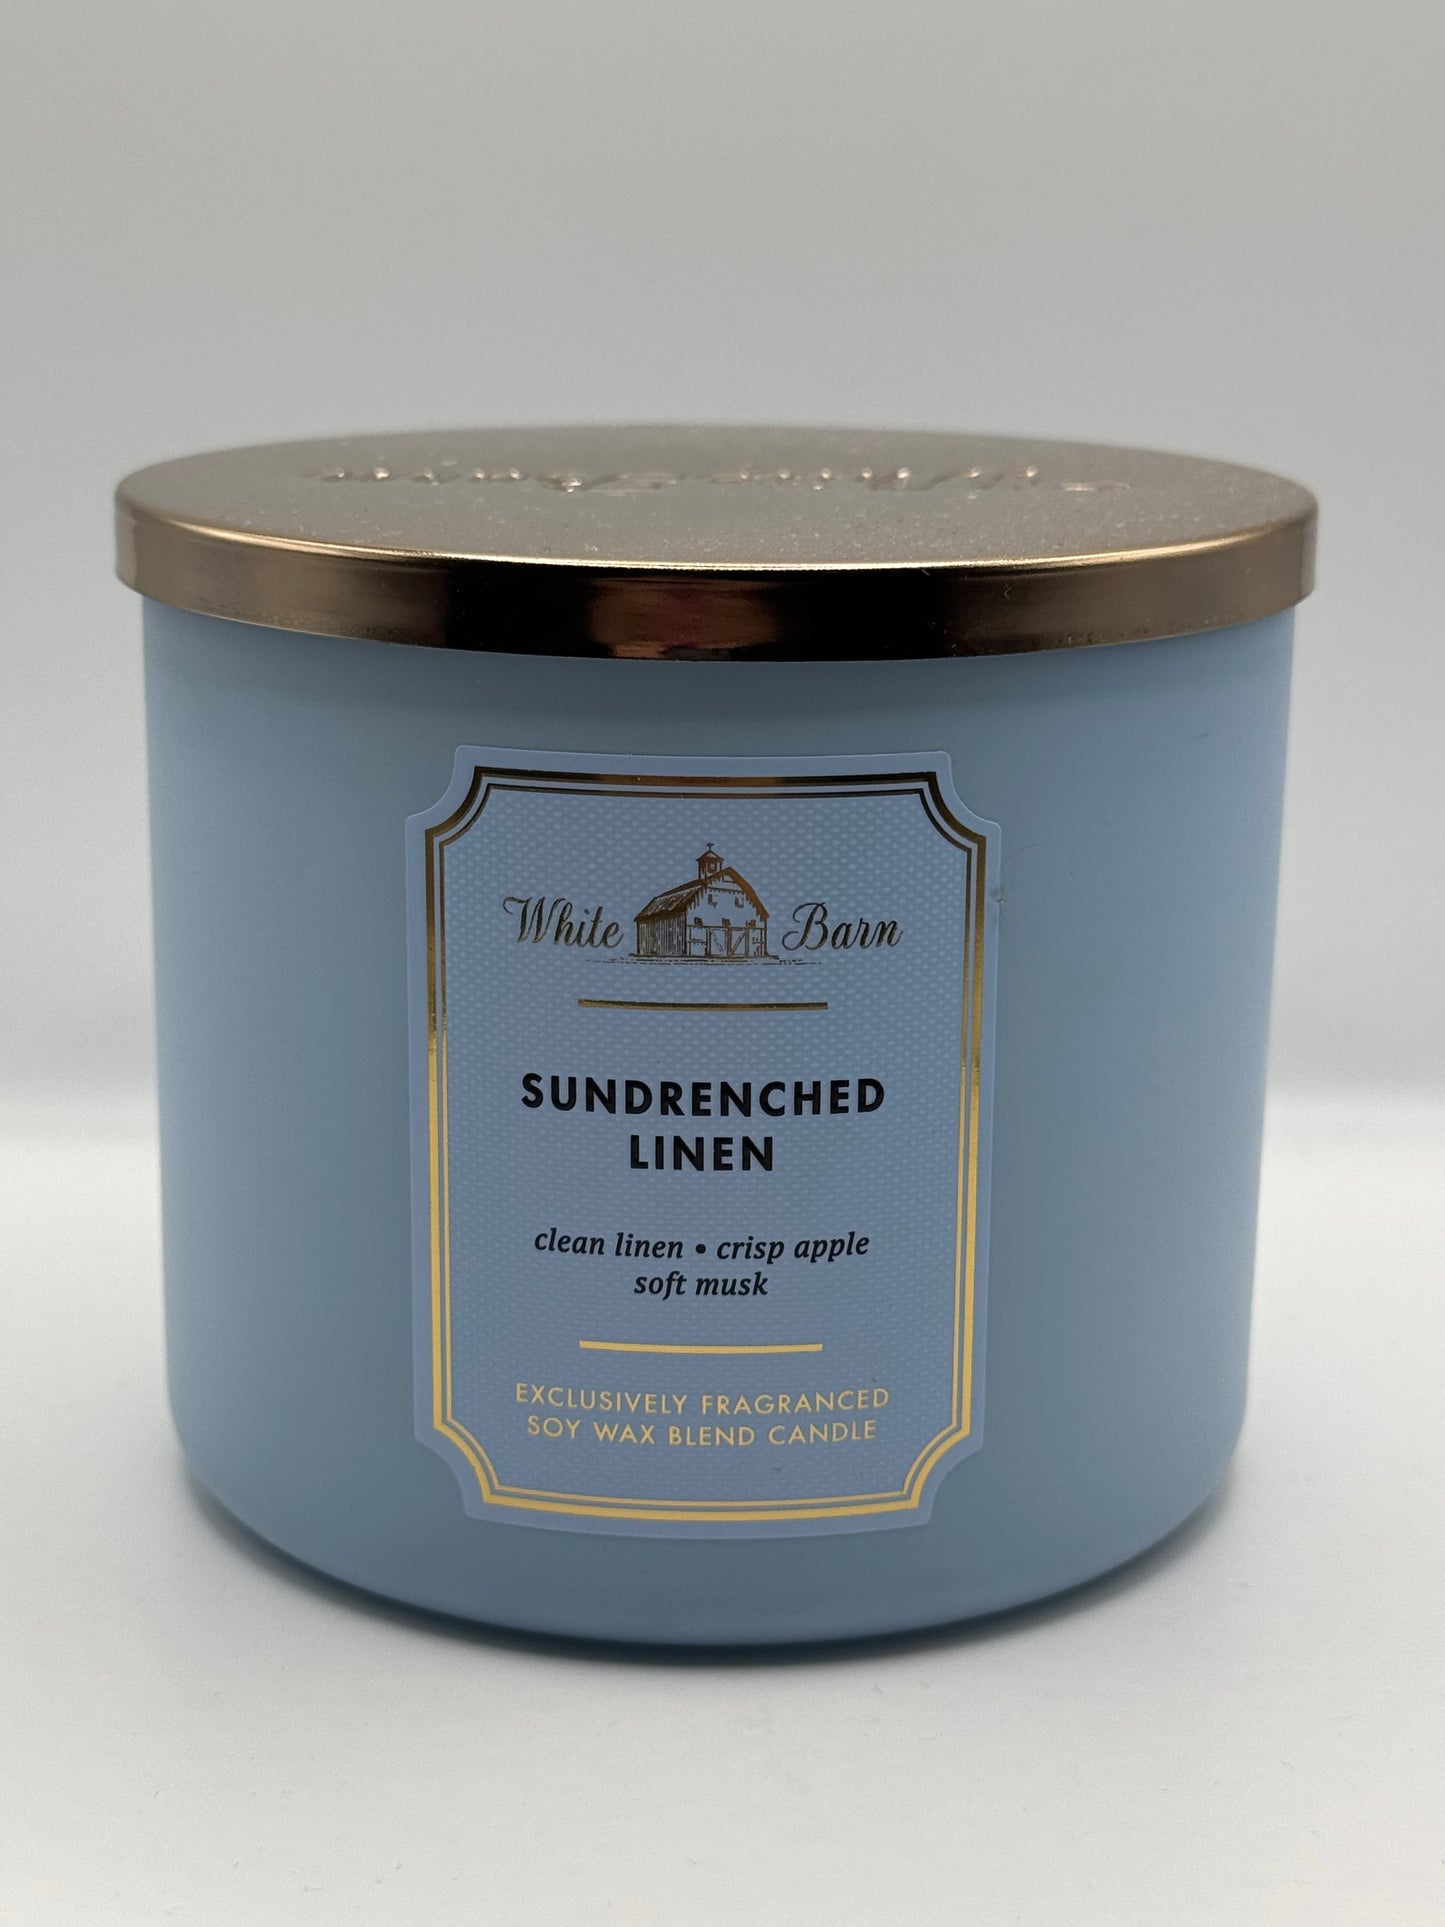 White Barn
SUNDRENCHED
LINEN
clean linen • crisp apple
soft musk
EXCLUSIVELY FRAGRANCED
SOY WAX BLEND CANDLE